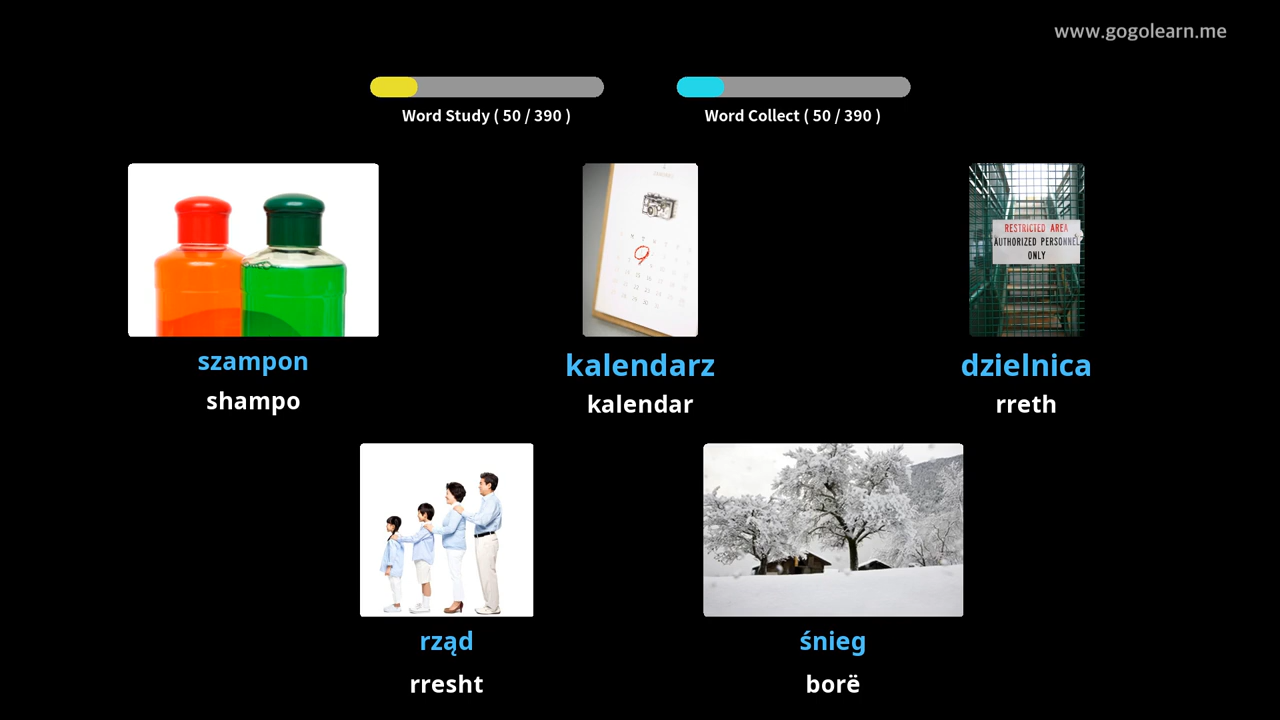 www.gogolearn.me
Word Study ( 50 / 390 )
Word Collect ( 50 / 390 )
RESTRICTED AREA
AUTHORIZED PERSONNEL
ONLY
szampon
kalendarz
dzielnica
shampo
kalendar
rreth
rząd
śnieg
rresht
borë